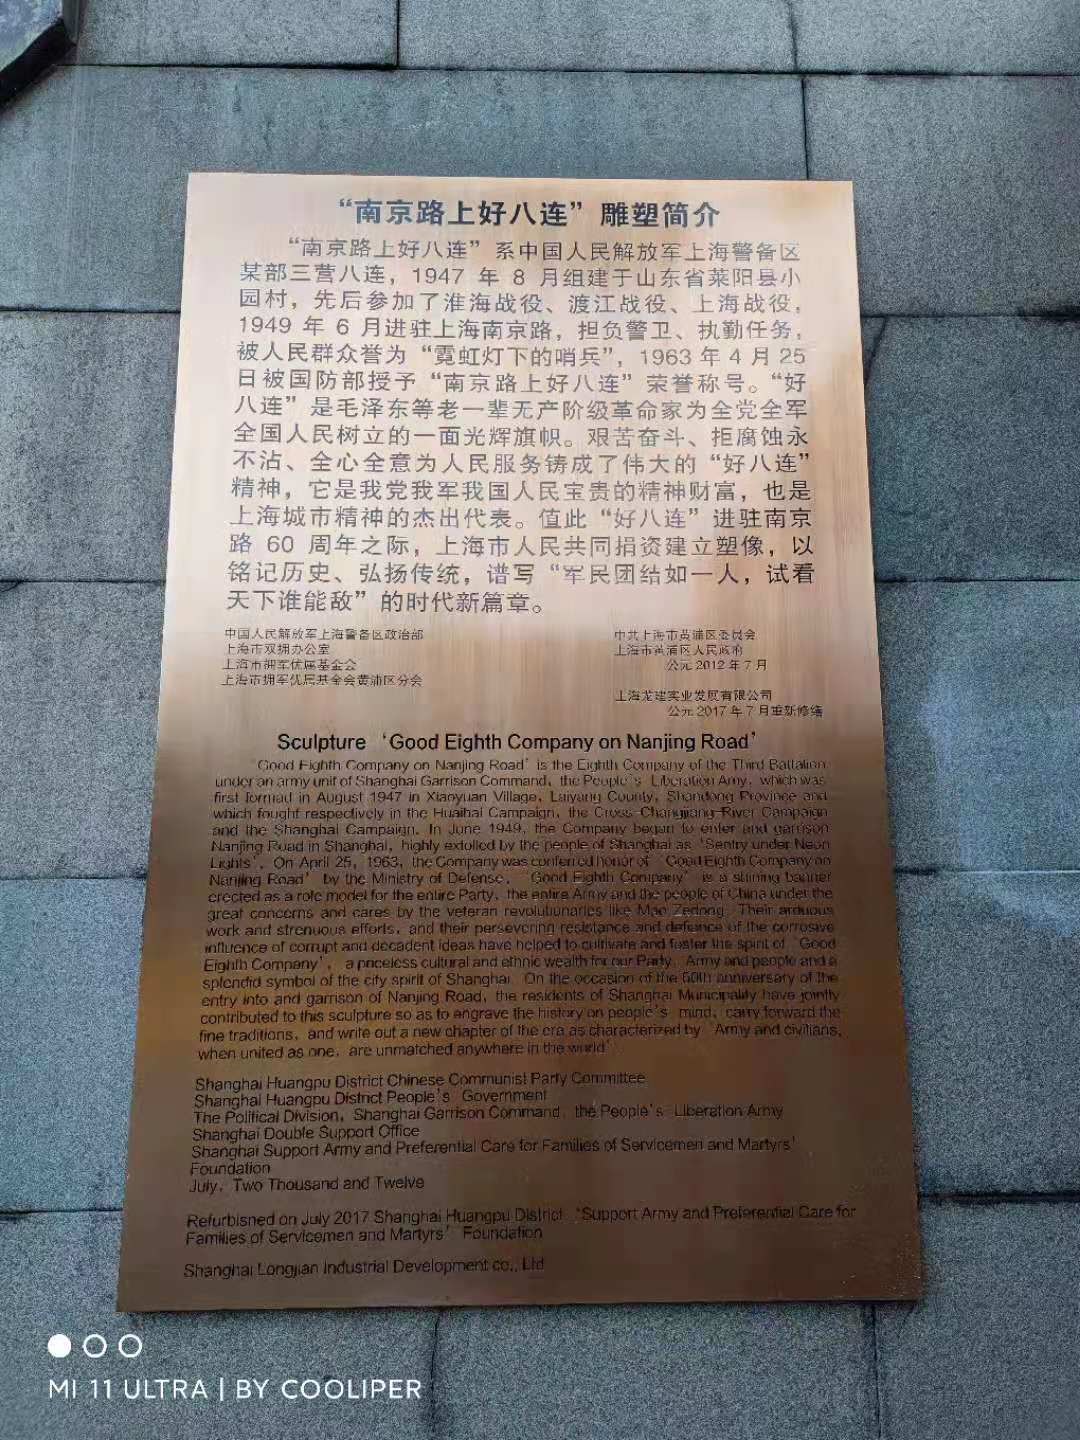 “南京路上好八连”雕塑简介
“南京路上好八连”系中国人民解放军上海警备区
某部三营八连，1947 年 8 月组建于山东省莱阳县小
园村，先后参加了淮海战役、渡江战役、上海战役，
1949 年 6 月进驻上海南京路，担负警卫、执勤任务，
被人民群众誉为“霓虹灯下的哨兵”，1963 年 4 月 25
日被国防部授予“南京路上好八连”荣誉称号。“好
八连”是毛泽东等老一辈无产阶级革命家为全党全军
全国人民树立的一面光辉旗帜。艰苦奋斗、拒腐蚀永
不沾、全心全意为人民服务铸成了伟大的“好八连”
精神，它是我党我军我国人民宝贵的精神财富，也是
上海城市精神的杰出代表。值此“好八连”进驻南京
路 60 周年之际，上海市人民共同捐资建立塑像，以
铭记历史、弘扬传统，谱写“军民团结如一人，试看
天下谁能敌”的时代新篇章。
中国人民解放军上海警备区政治部
上海市双拥办公室
上海市拥军优属基金会
上海市拥军优属基金会黄浦区分会
中共上海市黄浦区委员会
上海市黄浦区人民政府
公元 2012 年 7 月
上海龙建实业发展有限公司
公元 2017 年 7 月重新修缮
Sculpture ‘Good Eighth Company on Nanjing Road’
‘Good Eighth Company on Nanjing Road’ is the Eighth Company of the Third Battalion
under an army unit of Shanghai Garrison Command, the People’s Liberation Army, which was
first formed in August 1947 in Xiaoyuan Village, Laiyang County, Shandong Province and
which fought respectively in the Huaihai Campaign, the Cross-Changjiang-River Campaign
and the Shanghai Campaign. In June 1949, the Company began to enter and garrison
Nanjing Road in Shanghai, highly extolled by the people of Shanghai as ‘Sentry under Neon
Lights’. On April 25, 1963, the Company was conferred honor of ‘Good Eighth Company on
Nanjing Road’ by the Ministry of Defense. ‘Good Eighth Company’ is a shining banner
erected as a role model for the entire Party, the entire Army and the people of China under the
great concerns and cares by the veteran revolutionaries like Mao Zedong. Their arduous
work and strenuous efforts, and their persevering resistance and defiance of the corrosive
influence of corrupt and decadent ideas have helped to cultivate and foster the spirit of ‘Good
Eighth Company’, a priceless cultural and ethnic wealth for our Party, Army and people and a
splendid symbol of the city spirit of Shanghai. On the occasion of the 60th anniversary of the
entry into and garrison of Nanjing Road, the residents of Shanghai Municipality have jointly
contributed to this sculpture so as to engrave the history on people’s mind, carry forward the
fine traditions, and write out a new chapter of the era as characterized by ‘Army and civilians,
when united as one, are unmatched anywhere in the world’
Shanghai Huangpu District Chinese Communist Party Committee
Shanghai Huangpu District People’s Government
The Political Division, Shanghai Garrison Command, the People’s Liberation Army
Shanghai Double Support Office
Shanghai Support Army and Preferential Care for Families of Servicemen and Martyrs’
Foundation
July, Two Thousand and Twelve
Refurbisned on July 2017 Shanghai Huangpu District ‘Support Army and Preferential Care for
Families of Servicemen and Martyrs’ Foundation
Shanghai Longjian Industrial Development co., Ltd
MI 11 ULTRA | BY COOLIPER